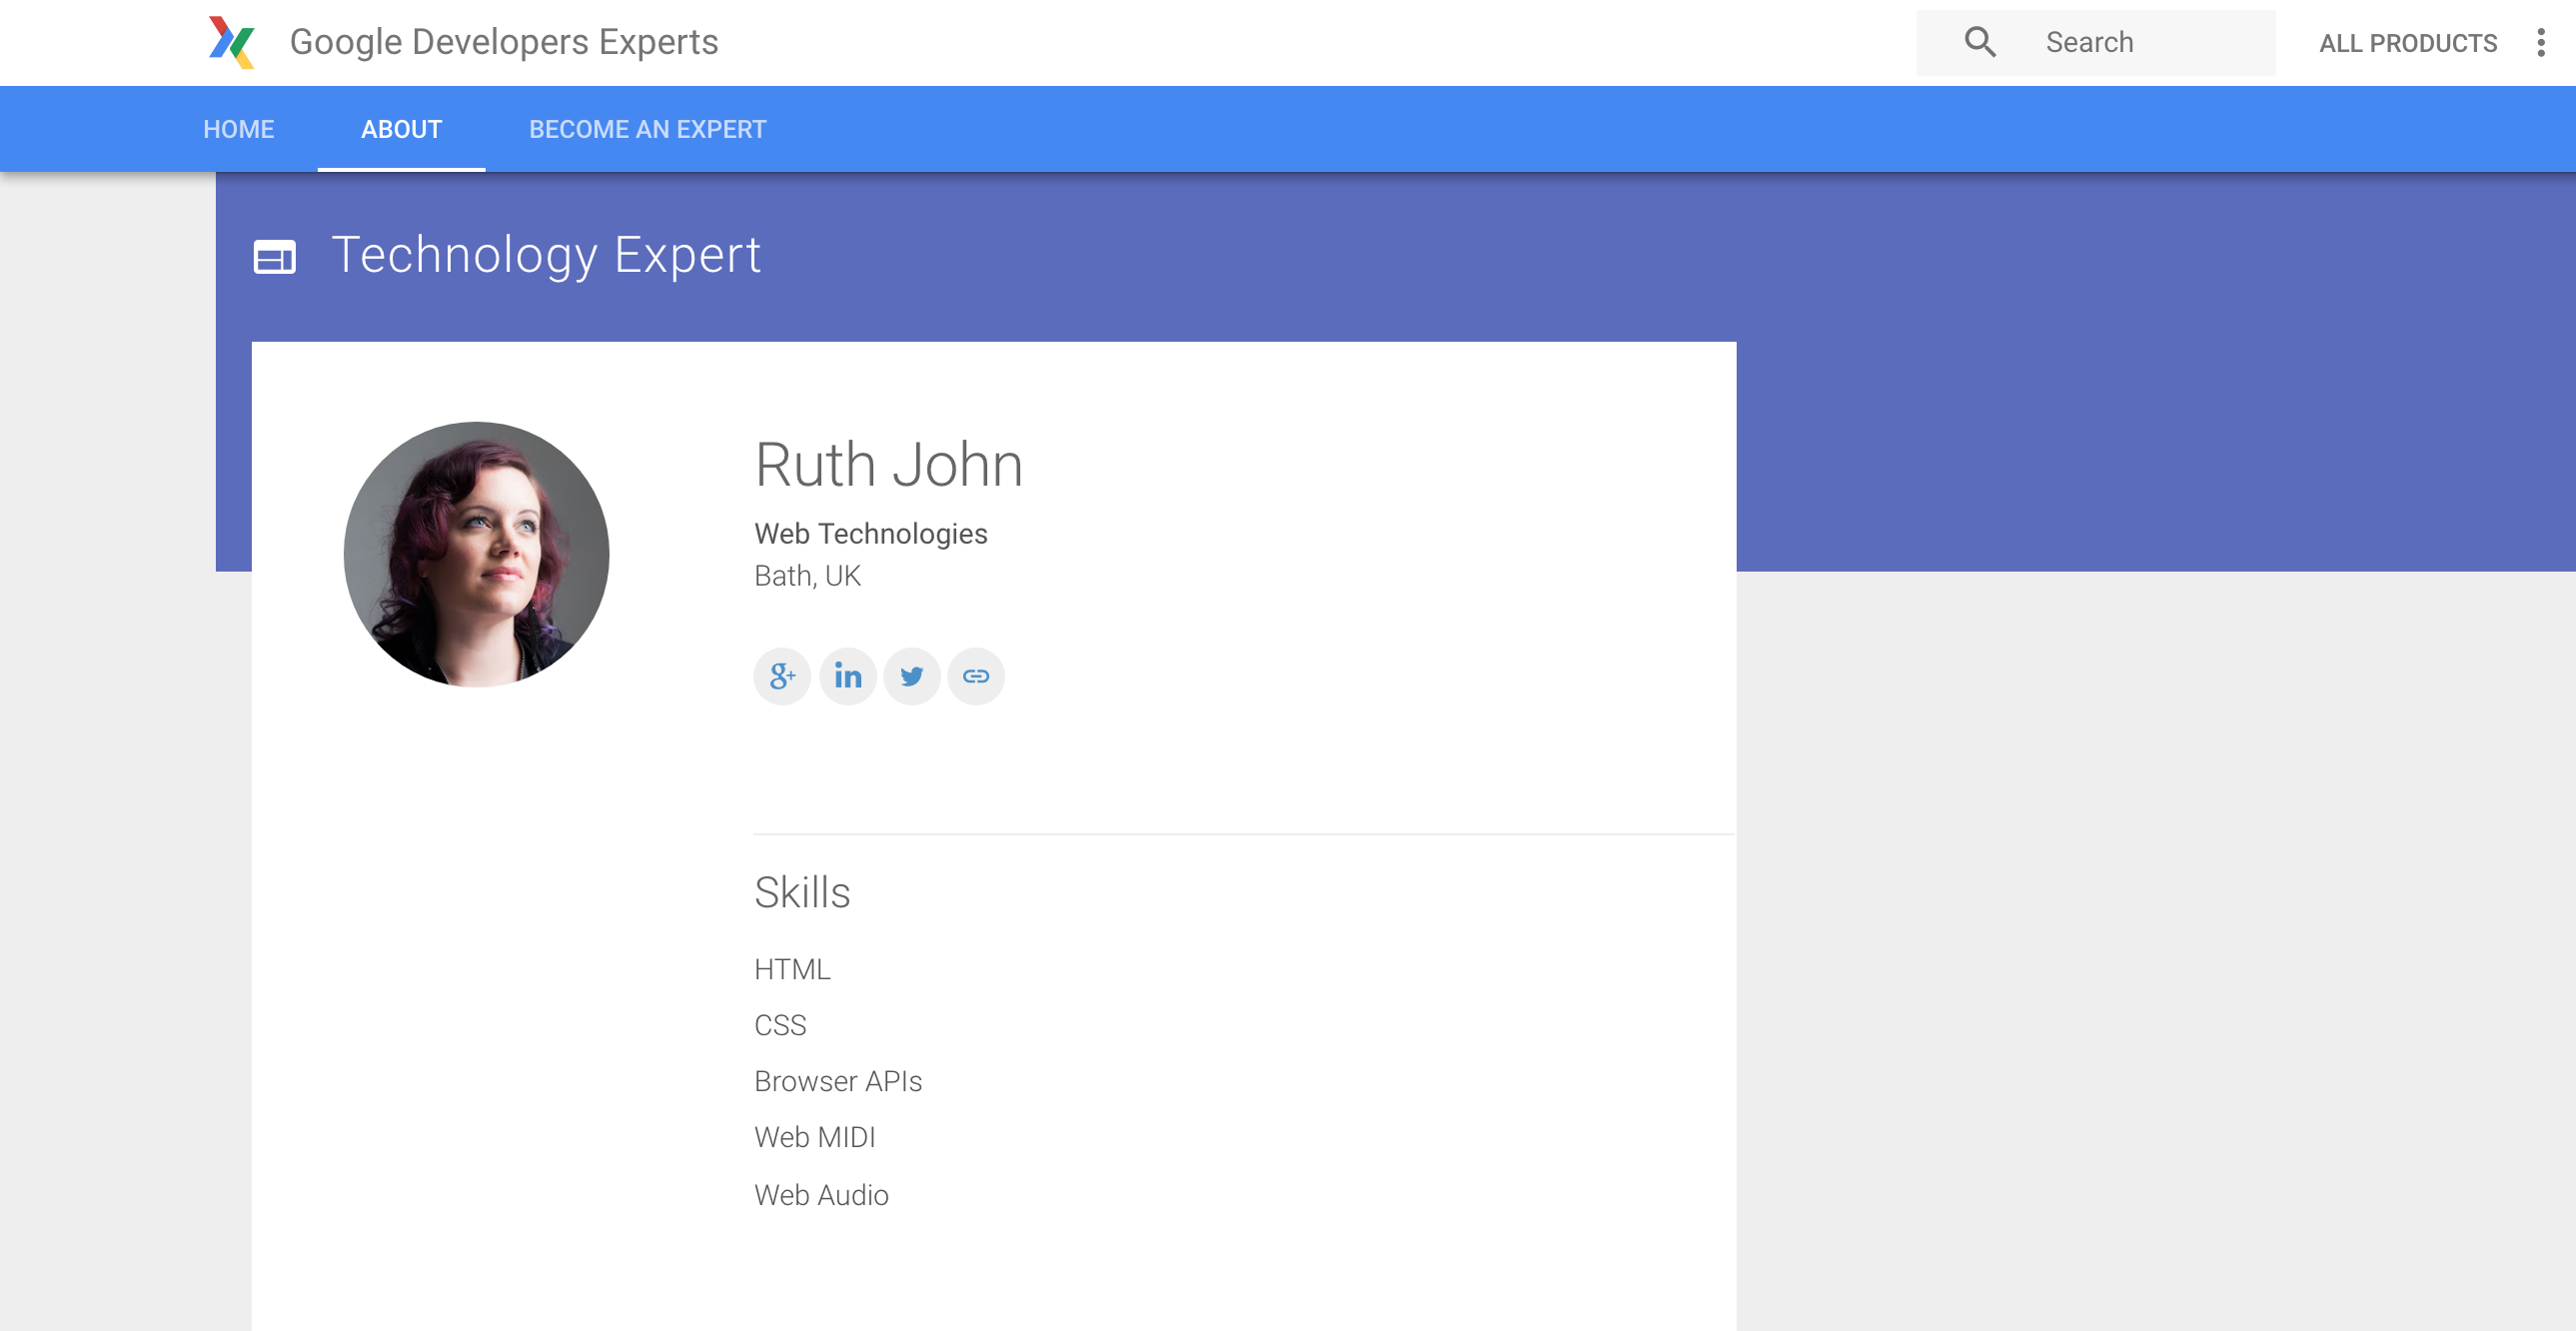 Google Developers Experts
Search
ALL PRODUCTS
HOME
ABOUT
BECOME AN EXPERT
Technology Expert
Ruth John
Web Technologies
Bath, UK
g+
in
Skills
HTML
CSS
Browser APIs
Web MIDI
Web Audio